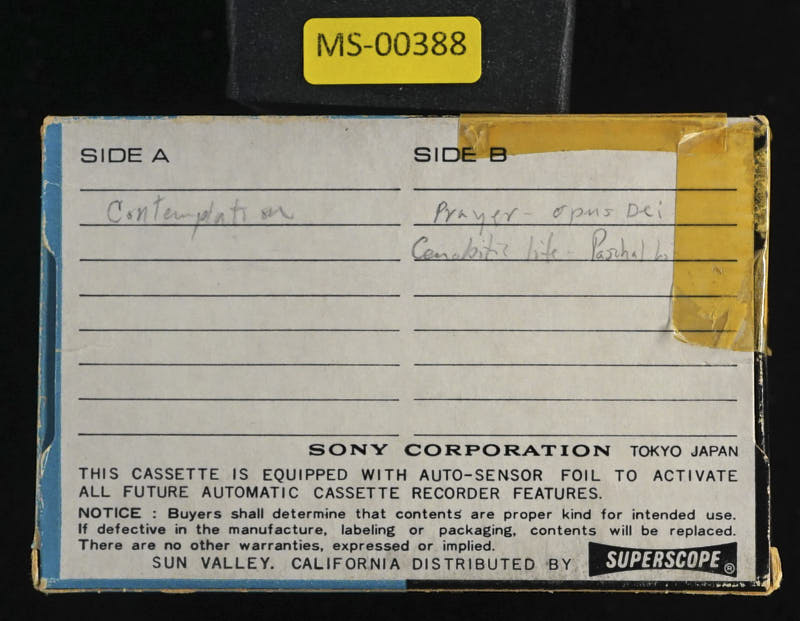 MS-00388
SIDE A
Contemplation
SIDE B
Prayer - opus Dei
Cenobitic life - Paschal
SONY CORPORATION TOKYO JAPAN
THIS CASSETTE IS EQUIPPED WITH AUTO-SENSOR FOIL TO ACTIVATE
ALL FUTURE AUTOMATIC CASSETTE RECORDER FEATURES.
NOTICE : Buyers shall determine that contents are proper kind for intended use.
If defective in the manufacture, labeling or packaging, contents will be replaced.
There are no other warranties, expressed or implied.
SUN VALLEY. CALIFORNIA DISTRIBUTED BY SUPERSCOPE®